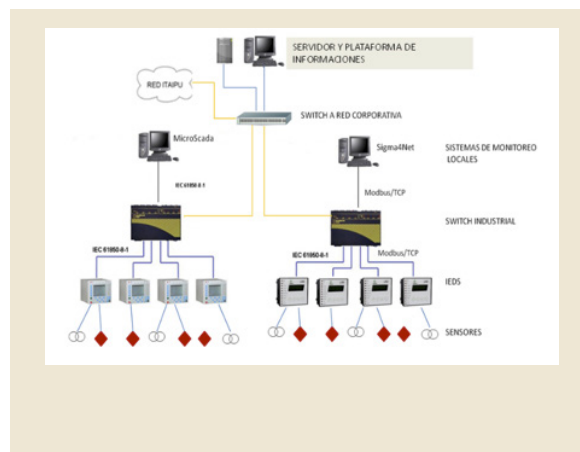 SERVIDOR Y PLATAFORMA DE
INFORMACIONES
RED ITAIPU
SWITCH A RED CORPORATIVA
MicroScada
Sigma4Net
SISTEMAS DE MONITOREO
LOCALES
IEC 61850-8-1
Modbus/TCP
SWITCH INDUSTRIAL
IEC 61850-8-1
IEC 61850-8-1
Modbus/TCP
IEDS
SENSORES